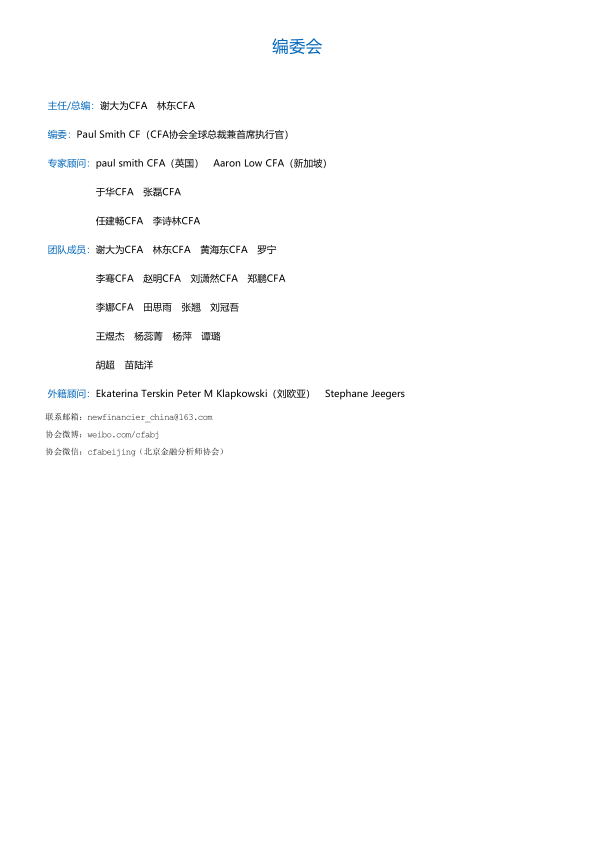 编委会
主任/总编：谢大为CFA　林东CFA
编委：Paul Smith CF（CFA协会全球总裁兼首席执行官）
专家顾问：paul smith CFA（英国）　Aaron Low CFA（新加坡）
于华CFA　张磊CFA
任建畅CFA　李诗林CFA
团队成员：谢大为CFA　林东CFA　黄海东CFA　罗宁
李骞CFA　赵明CFA　刘潇然CFA　郑鹏CFA
李娜CFA　田思雨　张翘　刘冠吾
王煜杰　杨蕊菁　杨萍　谭璐
胡超　苗陆洋
外籍顾问：Ekaterina Terskin Peter M Klapkowski（刘欧亚）　Stephane Jeegers
联系邮箱：newfinancier_china@163.com
协会微博：weibo.com/cfabj
协会微信：cfabeijing（北京金融分析师协会）